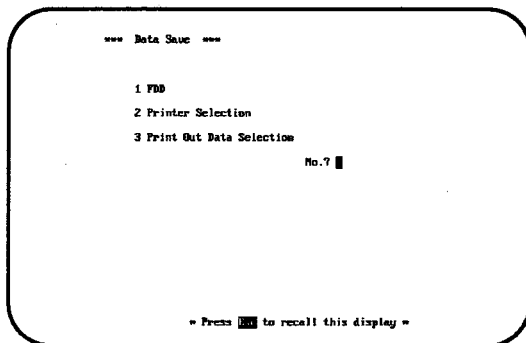 *** Data Save ***
1 FDD
2 Printer Selection
3 Print Out Data Selection
No.?
* Press to recall this display *